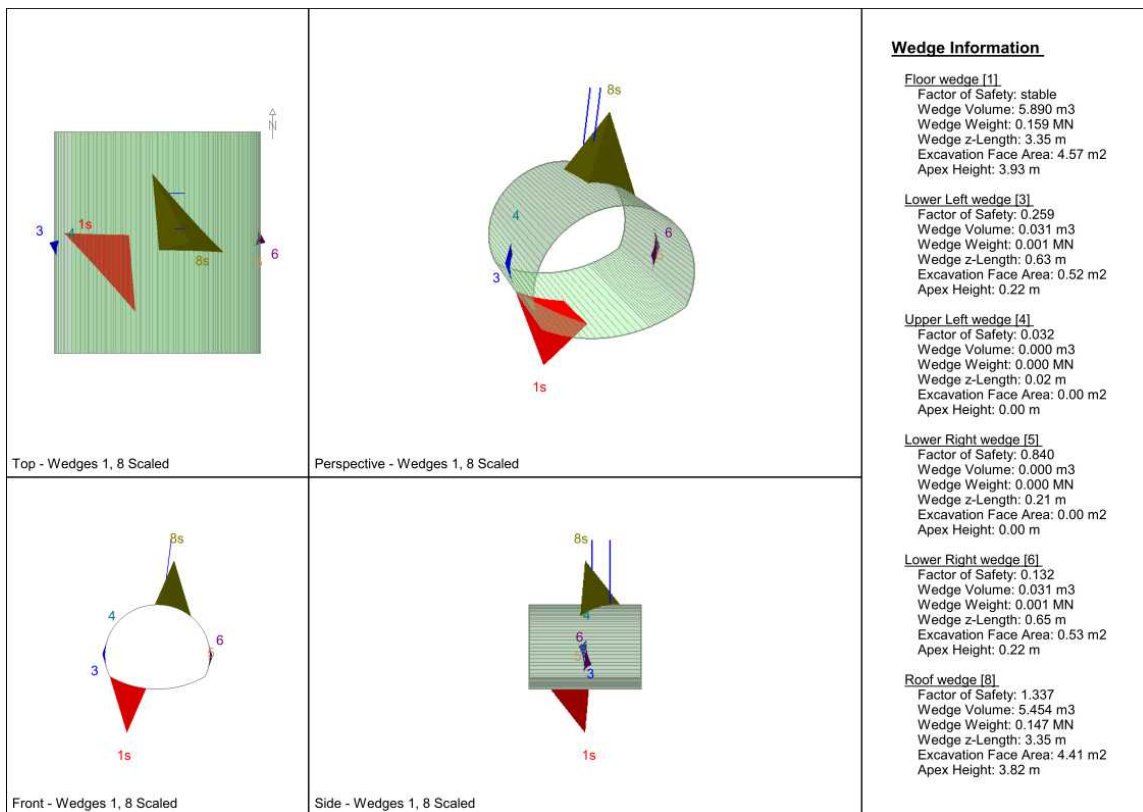 N
1s
8s
3
4
5
6
Top - Wedges 1, 8 Scaled
8s
4
6
5
3
1s
Perspective - Wedges 1, 8 Scaled
8s
4
6
5
3
1s
Front - Wedges 1, 8 Scaled
8s
4
6
5
3
1s
Side - Wedges 1, 8 Scaled
Wedge Information
Floor wedge [1]
Factor of Safety: stable
Wedge Volume: 5.890 m3
Wedge Weight: 0.159 MN
Wedge z-Length: 3.35 m
Excavation Face Area: 4.57 m2
Apex Height: 3.93 m
Lower Left wedge [3]
Factor of Safety: 0.259
Wedge Volume: 0.031 m3
Wedge Weight: 0.001 MN
Wedge z-Length: 0.63 m
Excavation Face Area: 0.52 m2
Apex Height: 0.22 m
Upper Left wedge [4]
Factor of Safety: 0.032
Wedge Volume: 0.000 m3
Wedge Weight: 0.000 MN
Wedge z-Length: 0.02 m
Excavation Face Area: 0.00 m2
Apex Height: 0.00 m
Lower Right wedge [5]
Factor of Safety: 0.840
Wedge Volume: 0.000 m3
Wedge Weight: 0.000 MN
Wedge z-Length: 0.21 m
Excavation Face Area: 0.00 m2
Apex Height: 0.00 m
Lower Right wedge [6]
Factor of Safety: 0.132
Wedge Volume: 0.031 m3
Wedge Weight: 0.001 MN
Wedge z-Length: 0.65 m
Excavation Face Area: 0.53 m2
Apex Height: 0.22 m
Roof wedge [8]
Factor of Safety: 1.337
Wedge Volume: 5.454 m3
Wedge Weight: 0.147 MN
Wedge z-Length: 3.35 m
Excavation Face Area: 4.41 m2
Apex Height: 3.82 m